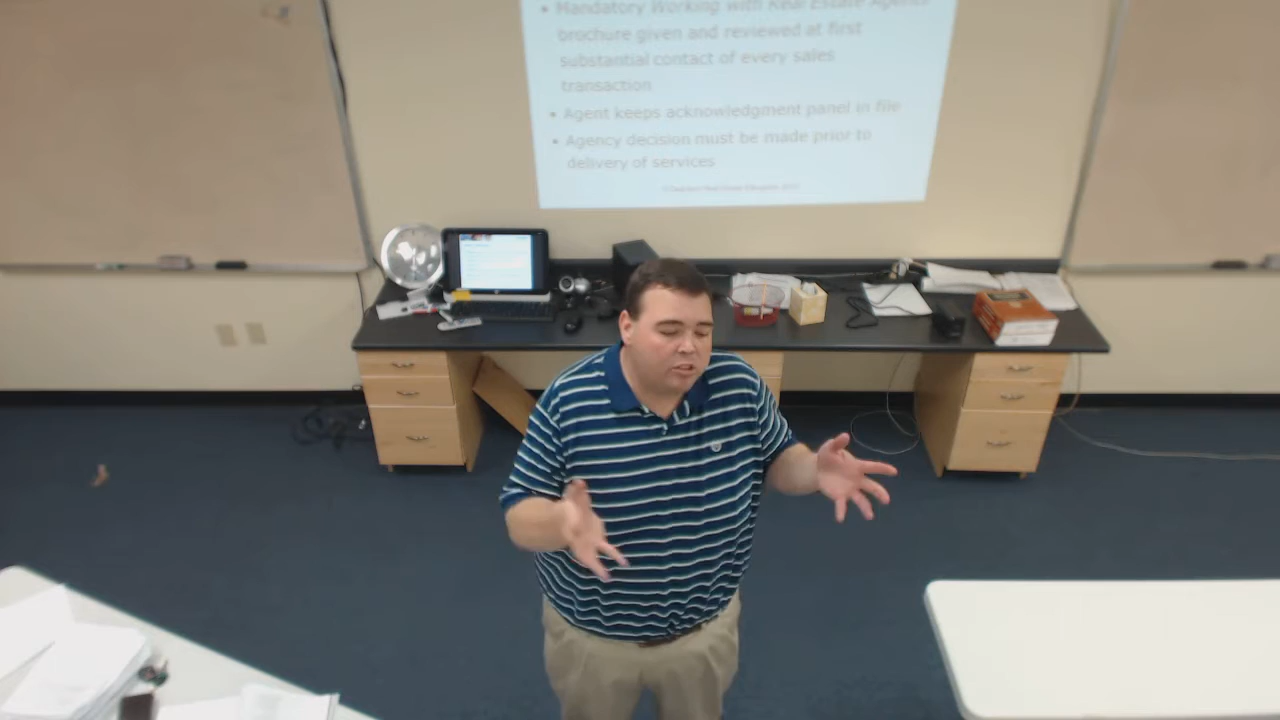 • Mandatory Working with Real Estate Agents
brochure given and reviewed at first
substantial contact of every sales
transaction
• Agent keeps acknowledgment panel in file
• Agency decision must be made prior to
delivery of services